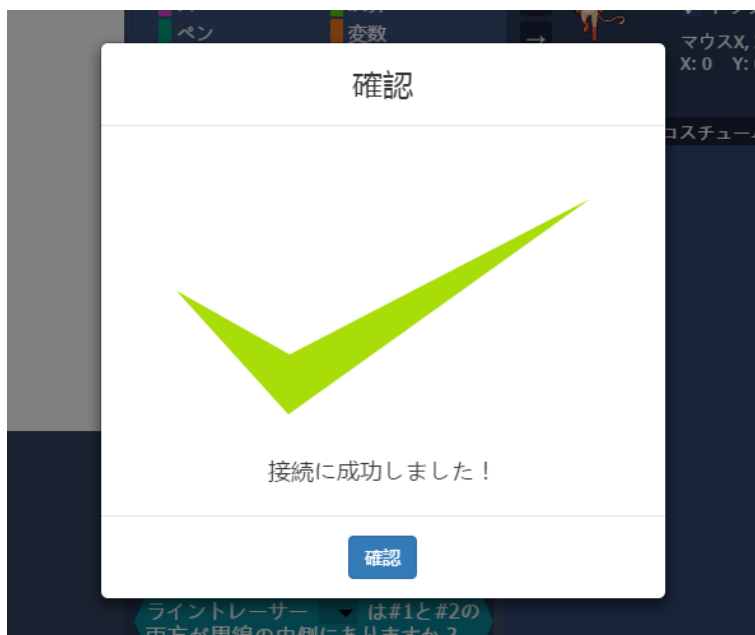 ペン
変数
→
マウスX,
X: 0 Y:
確認
コスチューム
接続に成功しました！
確認
ライントレーサー は#1と#2の